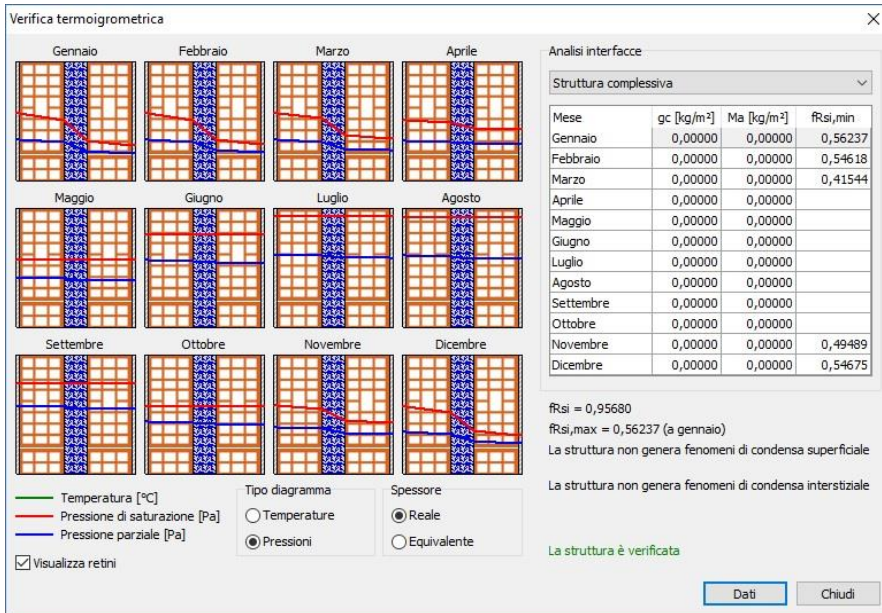 Verifica termoigrometrica
Gennaio Febbraio Marzo Aprile
Maggio Giugno Luglio Agosto
Settembre Ottobre Novembre Dicembre
Temperatura [°C]
Pressione di saturazione [Pa]
Pressione parziale [Pa]
Visualizza retini
Tipo diagramma
Temperature
Pressioni
Spessore
Reale
Equivalente
Analisi interfacce
Struttura complessiva
Mese gc [kg/m²] Ma [kg/m²] fRsi,min
Gennaio 0,00000 0,00000 0,56237
Febbraio 0,00000 0,00000 0,54618
Marzo 0,00000 0,00000 0,41544
Aprile 0,00000 0,00000
Maggio 0,00000 0,00000
Giugno 0,00000 0,00000
Luglio 0,00000 0,00000
Agosto 0,00000 0,00000
Settembre 0,00000 0,00000
Ottobre 0,00000 0,00000
Novembre 0,00000 0,00000 0,49489
Dicembre 0,00000 0,00000 0,54675
fRsi = 0,95680
fRsi,max = 0,56237 (a gennaio)
La struttura non genera fenomeni di condensa superficiale
La struttura non genera fenomeni di condensa interstiziale
La struttura è verificata
Dati Chiudi